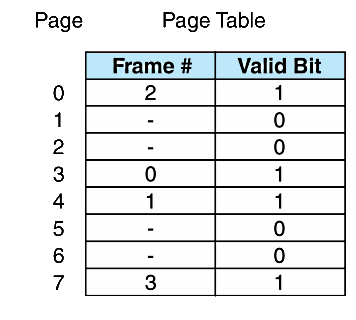 Page Page Table
Frame # Valid Bit
0 2 1
1 - 0
2 - 0
3 0 1
4 1 1
5 - 0
6 - 0
7 3 1